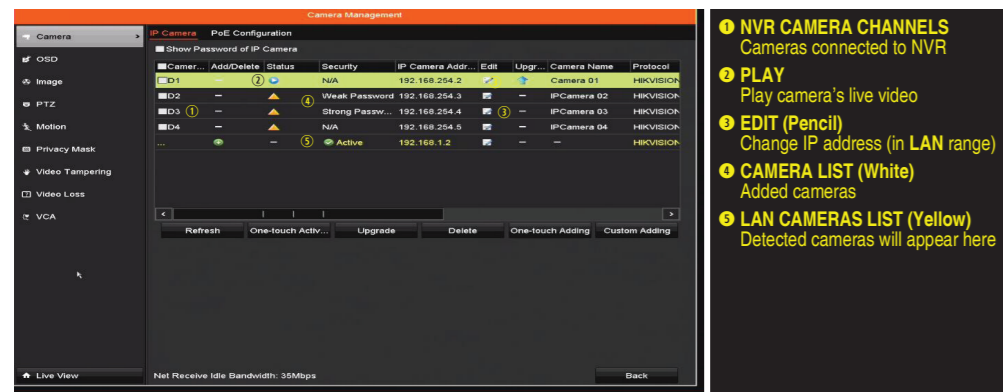 Camera Management
Camera >
OSD
Image
PTZ
Motion
Privacy Mask
Video Tampering
Video Loss
VCA
Live View
IP Camera PoE Configuration
Show Password of IP Camera
Camer... Add/Delete Status Security IP Camera Addr... Edit Upgr... Camera Name Protocol
D1 – ② N/A 192.168.254.2 Camera 01 HIKVISION
D2 – ④ Weak Password 192.168.254.3 – IPCamera 02 HIKVISION
D3 ① – Strong Passw... 192.168.254.4 ③ – IPCamera 03 HIKVISION
D4 – N/A 192.168.254.5 – IPCamera 04 HIKVISION
... – ⑤ Active 192.168.1.2 – – HIKVISION
< >
Refresh One-touch Activ... Upgrade Delete One-touch Adding Custom Adding
Net Receive Idle Bandwidth: 35Mbps Back
❶ NVR CAMERA CHANNELS
Cameras connected to NVR
❷ PLAY
Play camera's live video
❸ EDIT (Pencil)
Change IP address (in LAN range)
❹ CAMERA LIST (White)
Added cameras
❺ LAN CAMERAS LIST (Yellow)
Detected cameras will appear here